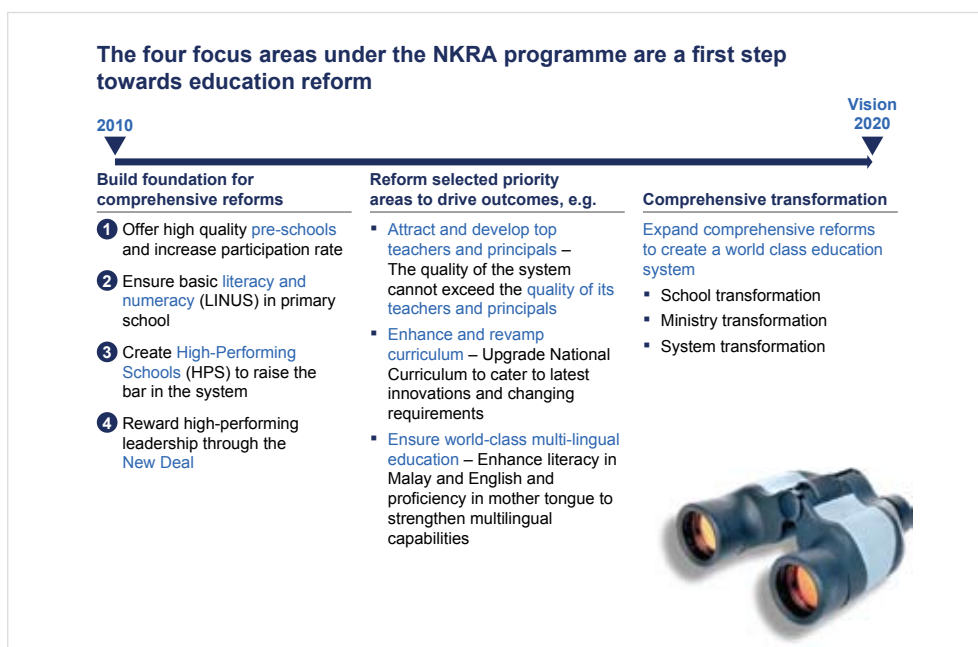 The four focus areas under the NKRA programme are a first step
towards education reform
2010
Vision
2020
Build foundation for
comprehensive reforms
1 Offer high quality pre-schools
and increase participation rate
2 Ensure basic literacy and
numeracy (LINUS) in primary
school
3 Create High-Performing
Schools (HPS) to raise the
bar in the system
4 Reward high-performing
leadership through the
New Deal
Reform selected priority
areas to drive outcomes, e.g.
▪ Attract and develop top
teachers and principals –
The quality of the system
cannot exceed the quality of its
teachers and principals
▪ Enhance and revamp
curriculum – Upgrade National
Curriculum to cater to latest
innovations and changing
requirements
▪ Ensure world-class multi-lingual
education – Enhance literacy in
Malay and English and
proficiency in mother tongue to
strengthen multilingual
capabilities
Comprehensive transformation
Expand comprehensive reforms
to create a world class education
system
▪ School transformation
▪ Ministry transformation
▪ System transformation